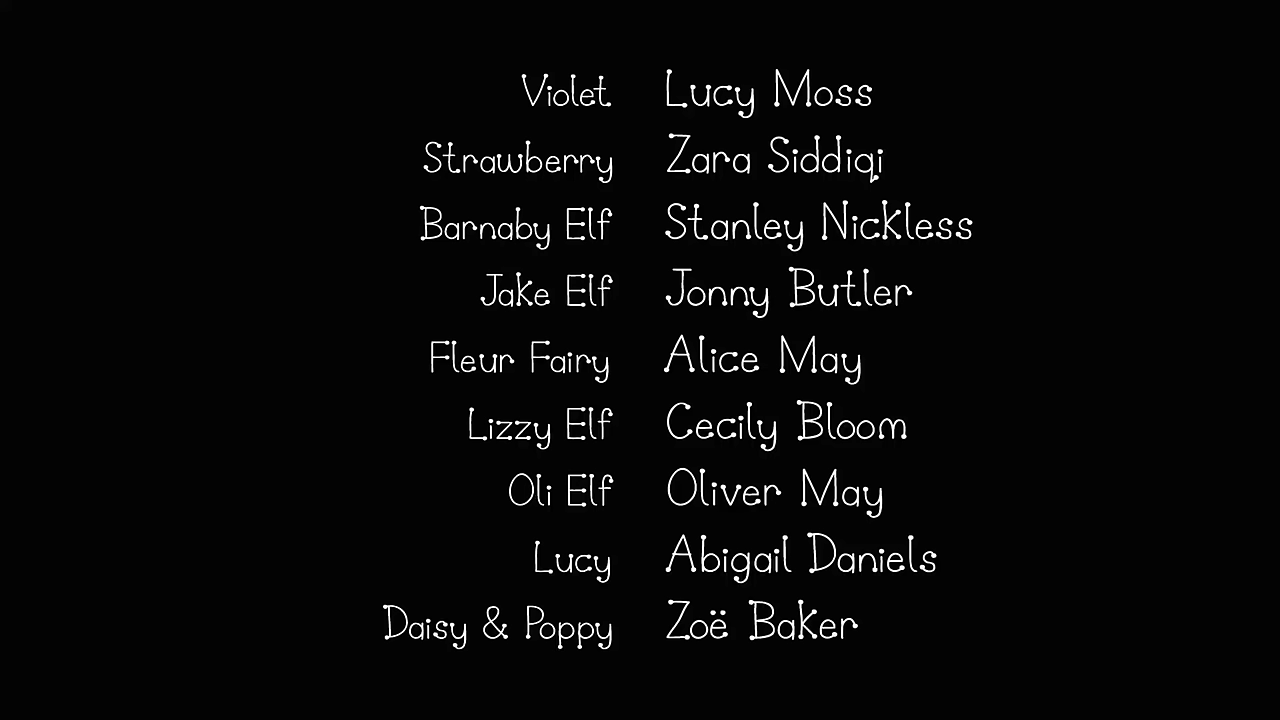 Violet Lucy Moss
Strawberry Zara Siddiqi
Barnaby Elf Stanley Nickless
Jake Elf Jonny Butler
Fleur Fairy Alice May
Lizzy Elf Cecily Bloom
Oli Elf Oliver May
Lucy Abigail Daniels
Daisy & Poppy Zoë Baker